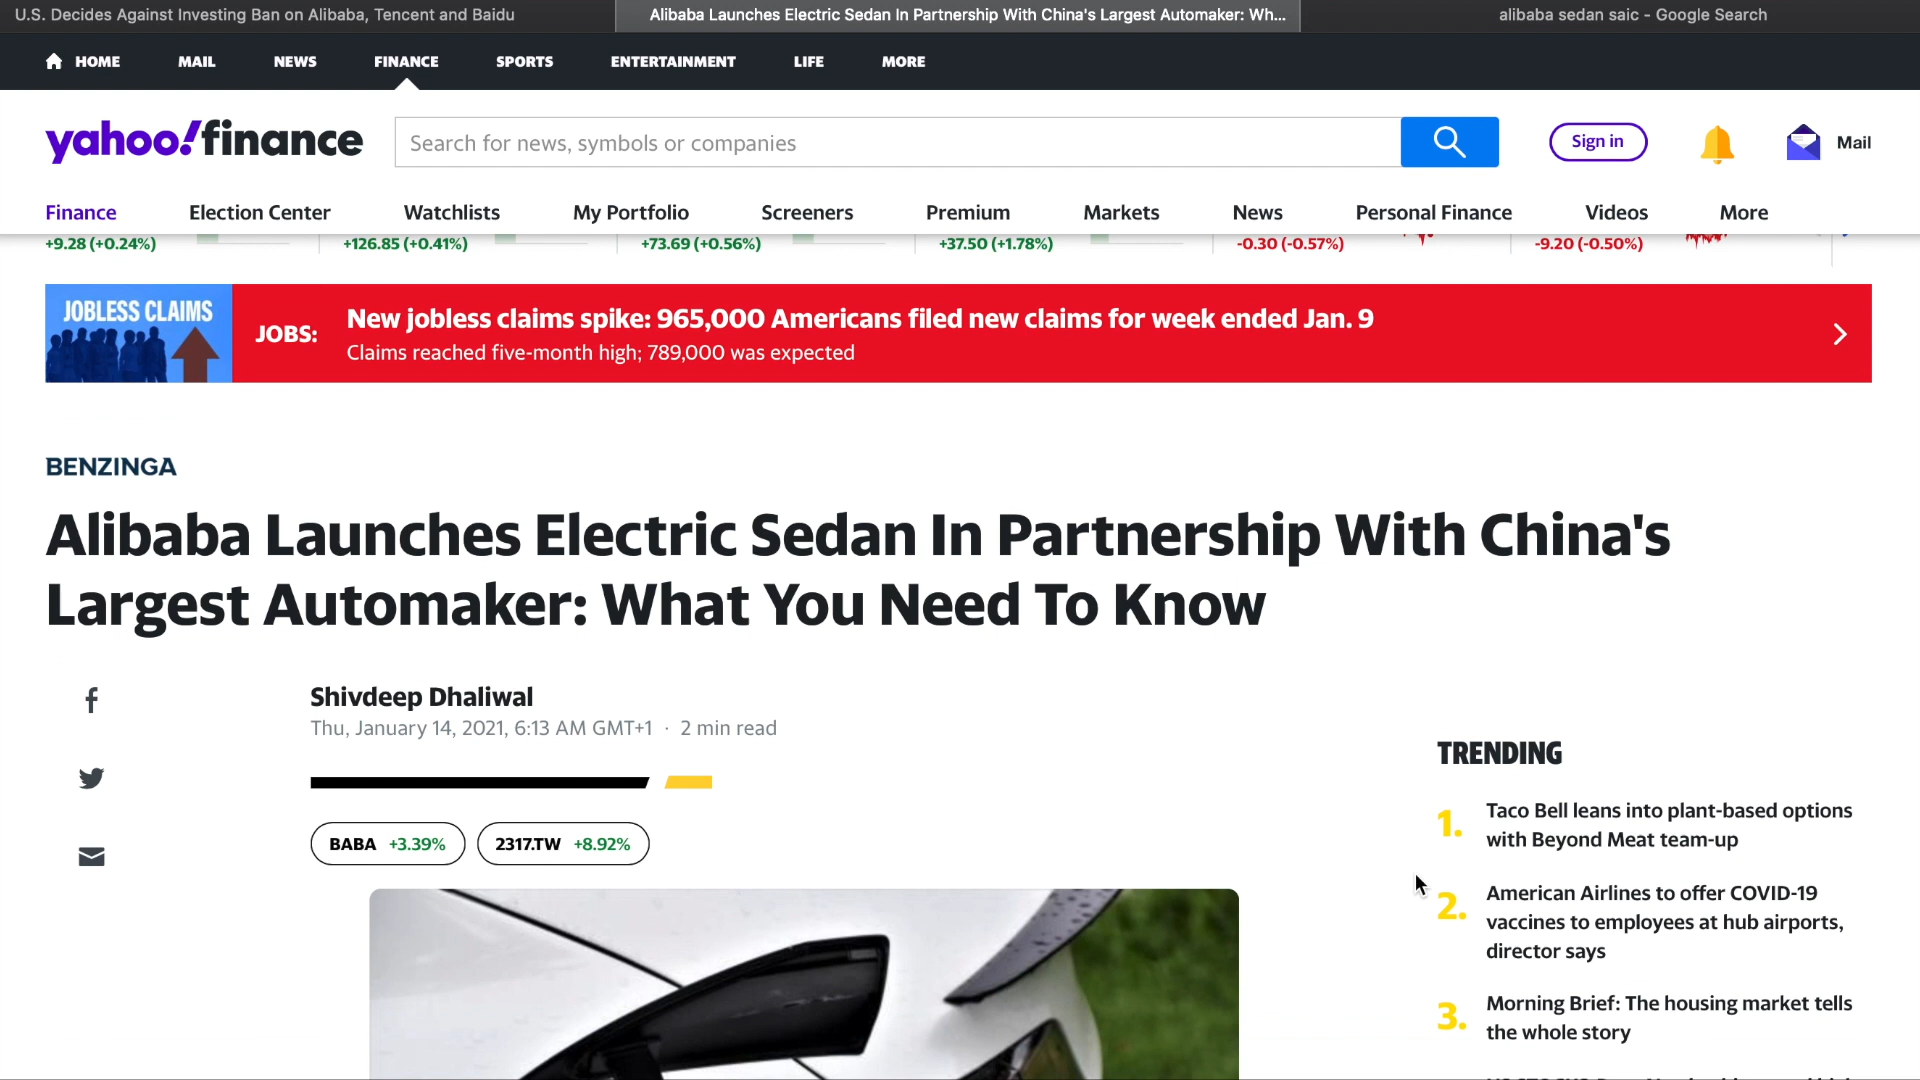 U.S. Decides Against Investing Ban on Alibaba, Tencent and Baidu
Alibaba Launches Electric Sedan In Partnership With China's Largest Automaker: Wh...
alibaba sedan saic - Google Search
HOME MAIL NEWS FINANCE SPORTS ENTERTAINMENT LIFE MORE
yahoo!finance
Search for news, symbols or companies
Sign in
Mail
Finance Election Center Watchlists My Portfolio Screeners Premium Markets News Personal Finance Videos More
+9.28 (+0.24%) +126.85 (+0.41%) +73.69 (+0.56%) +37.50 (+1.78%) -0.30 (-0.57%) -9.20 (-0.50%)
JOBLESS CLAIMS
JOBS:
New jobless claims spike: 965,000 Americans filed new claims for week ended Jan. 9
Claims reached five-month high; 789,000 was expected
BENZINGA
Alibaba Launches Electric Sedan In Partnership With China's
Largest Automaker: What You Need To Know
Shivdeep Dhaliwal
Thu, January 14, 2021, 6:13 AM GMT+1 · 2 min read
BABA +3.39% 2317.TW +8.92%
TRENDING
1. Taco Bell leans into plant-based options
with Beyond Meat team-up
2. American Airlines to offer COVID-19
vaccines to employees at hub airports,
director says
3. Morning Brief: The housing market tells
the whole story